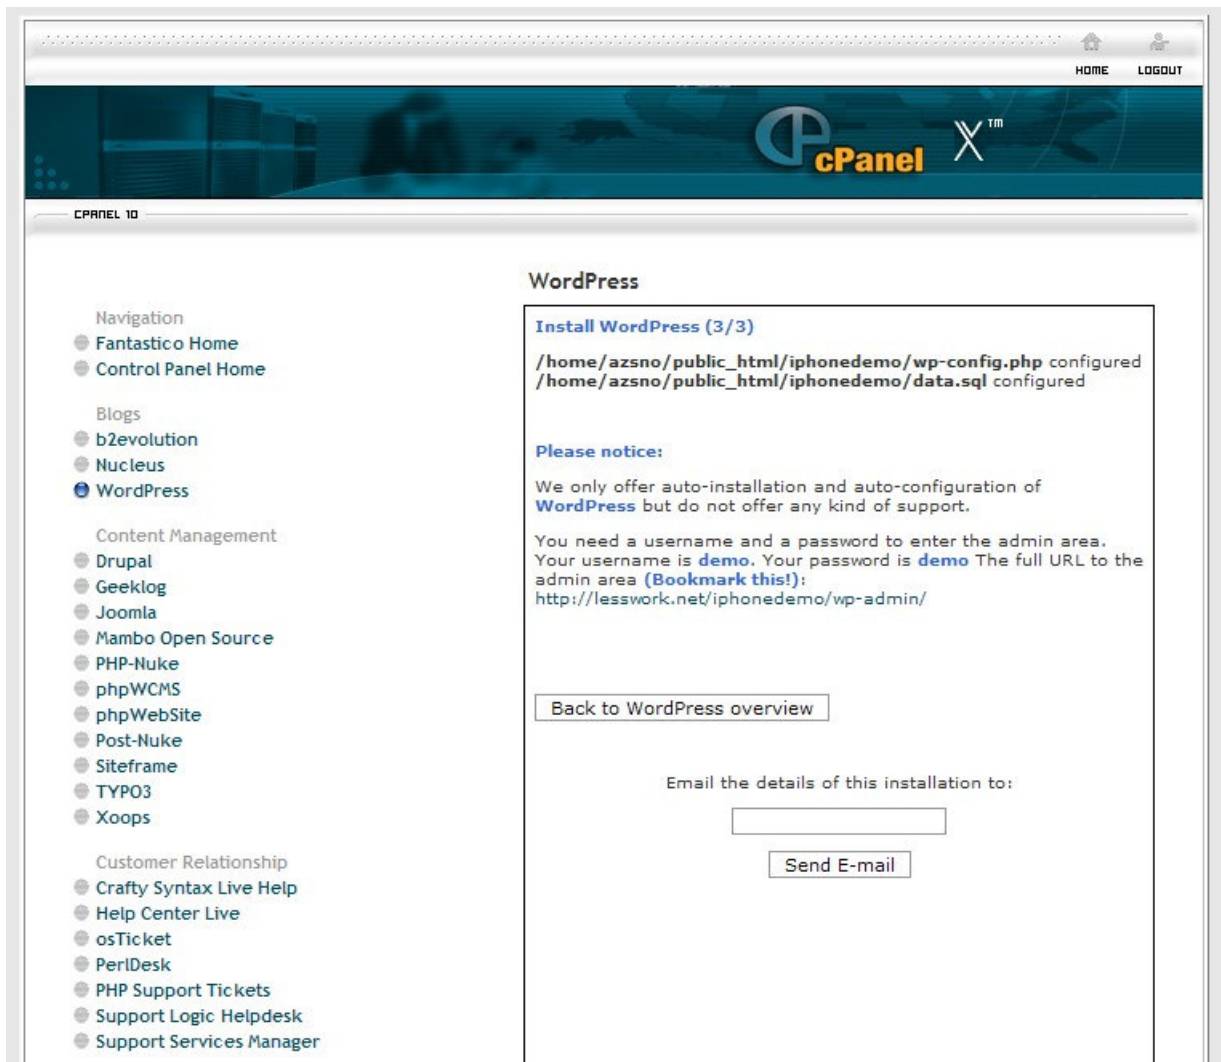 HOME LOGOUT
cPanel X™
CPANEL 10
WordPress
Navigation
Fantastico Home
Control Panel Home
Blogs
b2evolution
Nucleus
WordPress
Content Management
Drupal
Geeklog
Joomla
Mambo Open Source
PHP-Nuke
phpWCMS
phpWebSite
Post-Nuke
Siteframe
TYPO3
Xoops
Customer Relationship
Crafty Syntax Live Help
Help Center Live
osTicket
PerlDesk
PHP Support Tickets
Support Logic Helpdesk
Support Services Manager
Install WordPress (3/3)
/home/azsno/public_html/iphonedemo/wp-config.php configured
/home/azsno/public_html/iphonedemo/data.sql configured
Please notice:
We only offer auto-installation and auto-configuration of
WordPress but do not offer any kind of support.
You need a username and a password to enter the admin area.
Your username is demo. Your password is demo The full URL to the
admin area (Bookmark this!):
http://lesswork.net/iphonedemo/wp-admin/
Back to WordPress overview
Email the details of this installation to:
Send E-mail